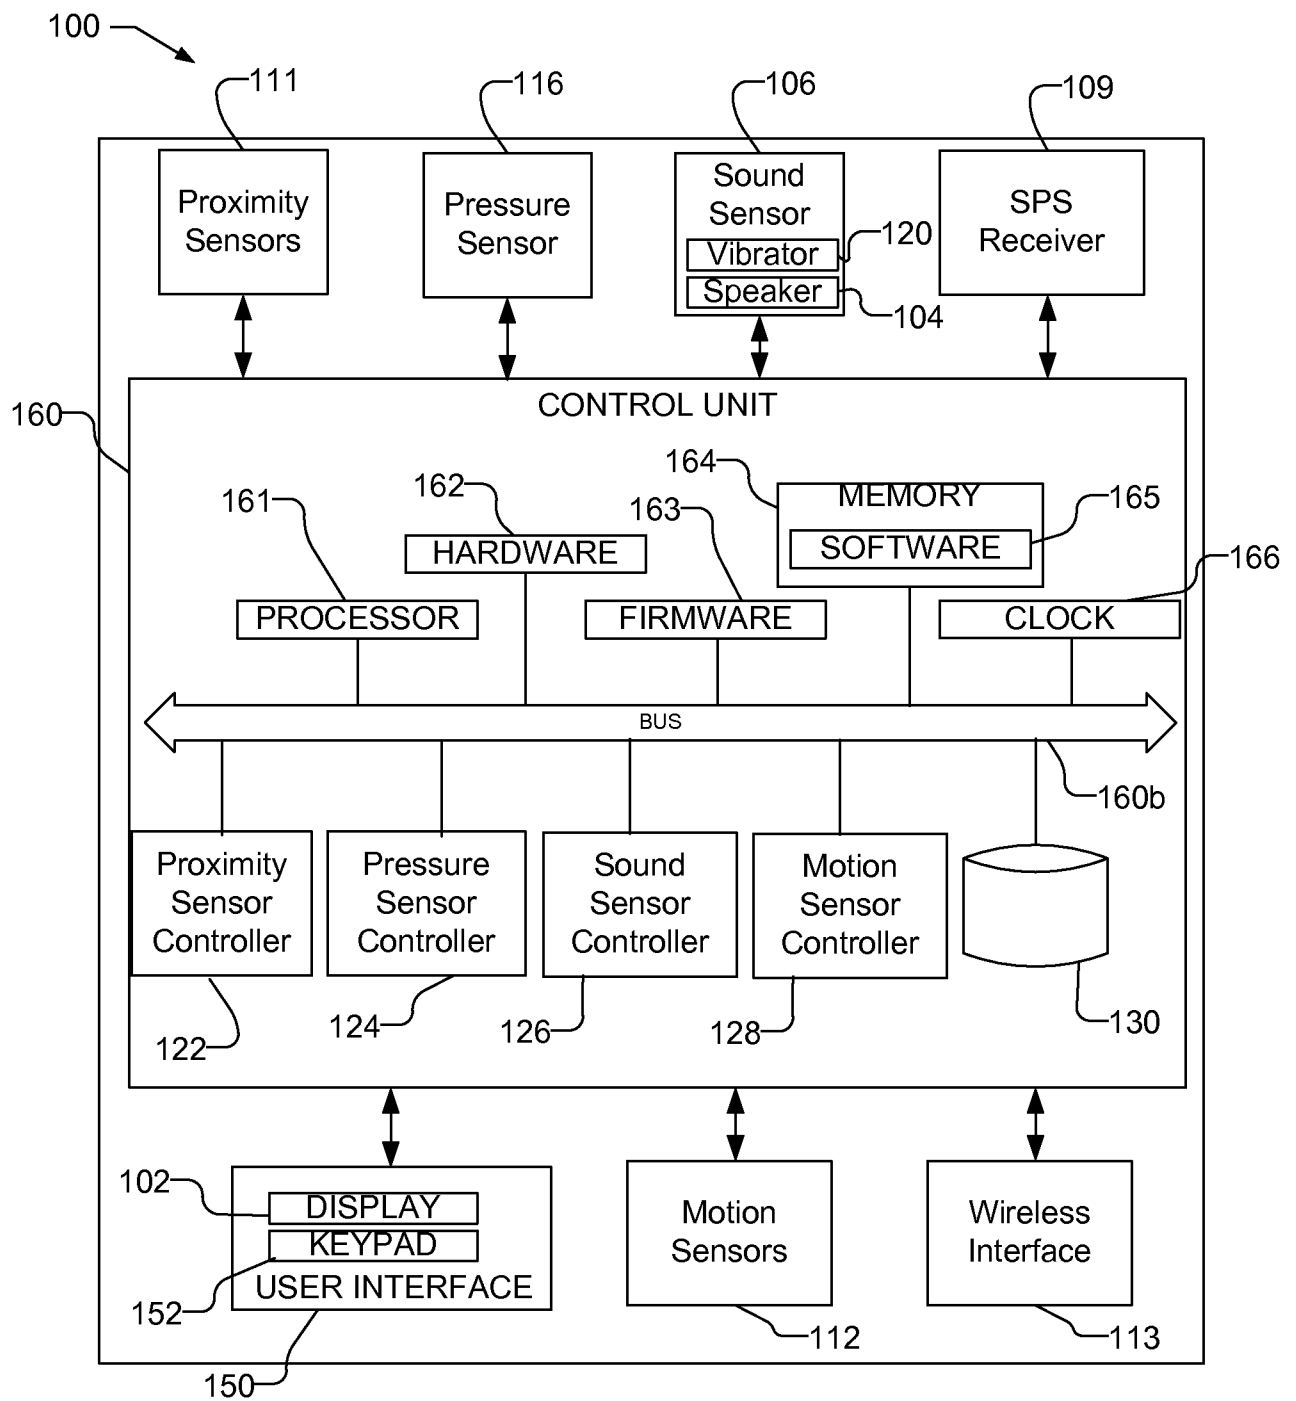 100
111
116
106
109
Proximity
Sensors
Pressure
Sensor
Sound
Sensor
Vibrator
Speaker
120
104
SPS
Receiver
160
CONTROL UNIT
161
162
163
164
165
166
HARDWARE
MEMORY
SOFTWARE
PROCESSOR
FIRMWARE
CLOCK
BUS
160b
Proximity
Sensor
Controller
Pressure
Sensor
Controller
Sound
Sensor
Controller
Motion
Sensor
Controller
122
124
126
128
130
102
DISPLAY
KEYPAD
152
USER INTERFACE
150
Motion
Sensors
112
Wireless
Interface
113